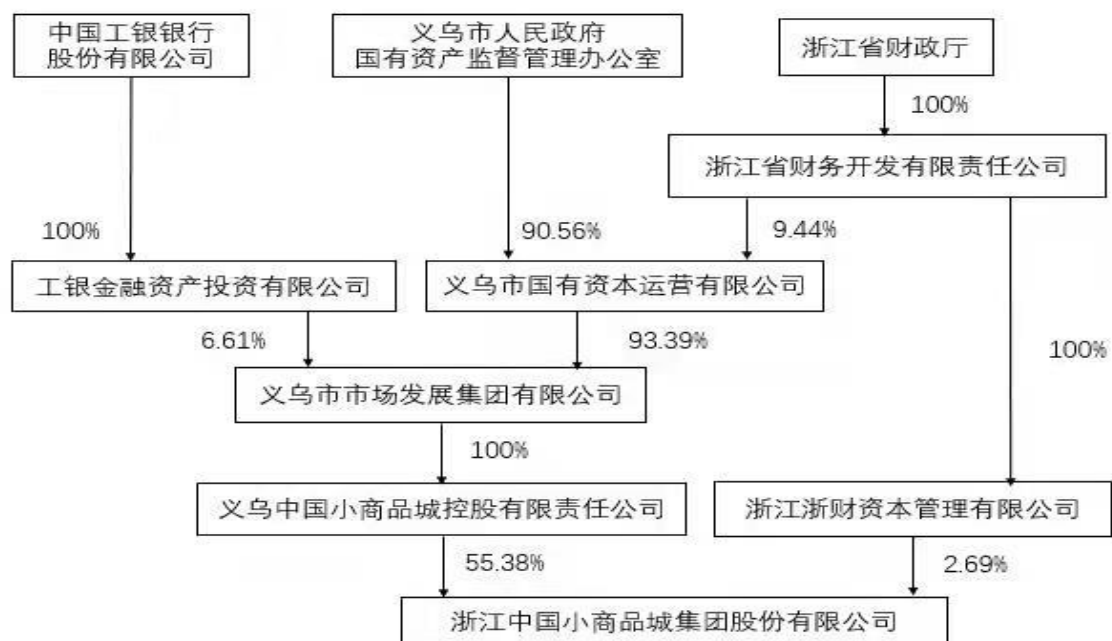 中国工银银行
股份有限公司
义乌市人民政府
国有资产监督管理办公室
浙江省财政厅
100%
浙江省财务开发有限责任公司
100%
90.56%
9.44%
工银金融资产投资有限公司
义乌市国有资本运营有限公司
6.61%
93.39%
100%
义乌市市场发展集团有限公司
100%
义乌中国小商品城控股有限责任公司
浙江浙财资本管理有限公司
55.38%
2.69%
浙江中国小商品城集团股份有限公司